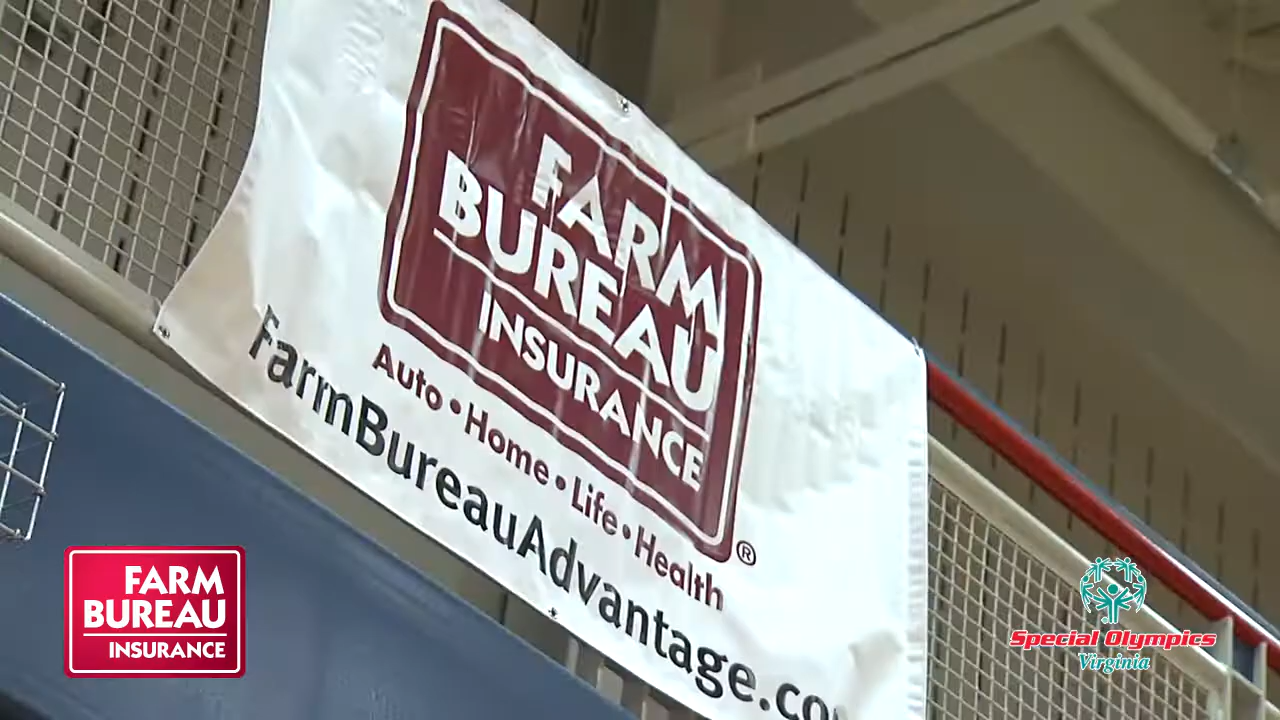 FARM
BUREAU
INSURANCE
®
Auto • Home • Life • Health
FarmBureauAdvantage.co
FARM
BUREAU
INSURANCE
Special Olympics
Virginia